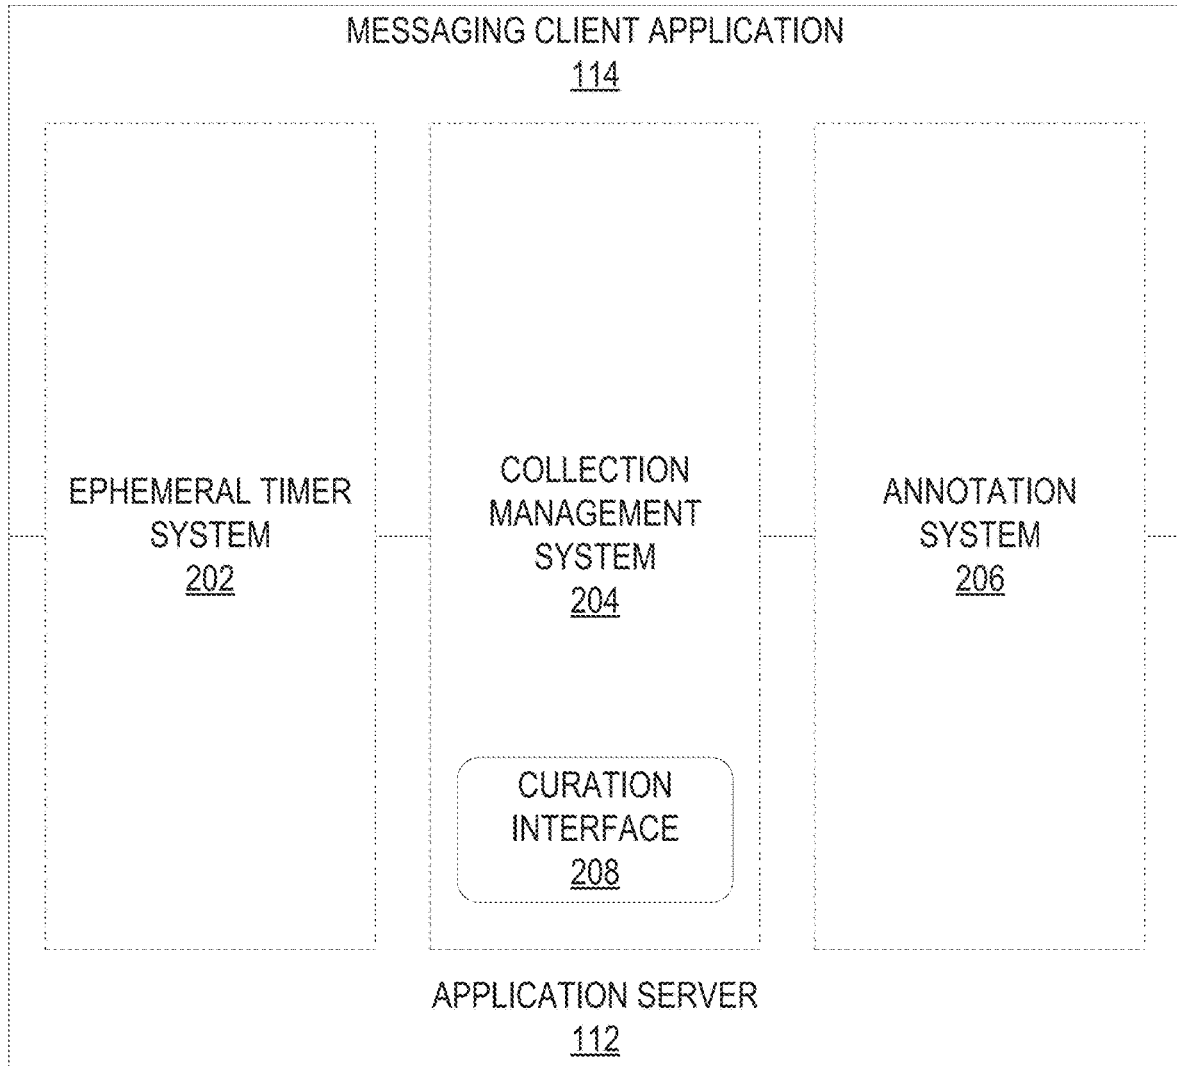 MESSAGING CLIENT APPLICATION
114
EPHEMERAL TIMER
SYSTEM
202
COLLECTION
MANAGEMENT
SYSTEM
204
ANNOTATION
SYSTEM
206
CURATION
INTERFACE
208
APPLICATION SERVER
112